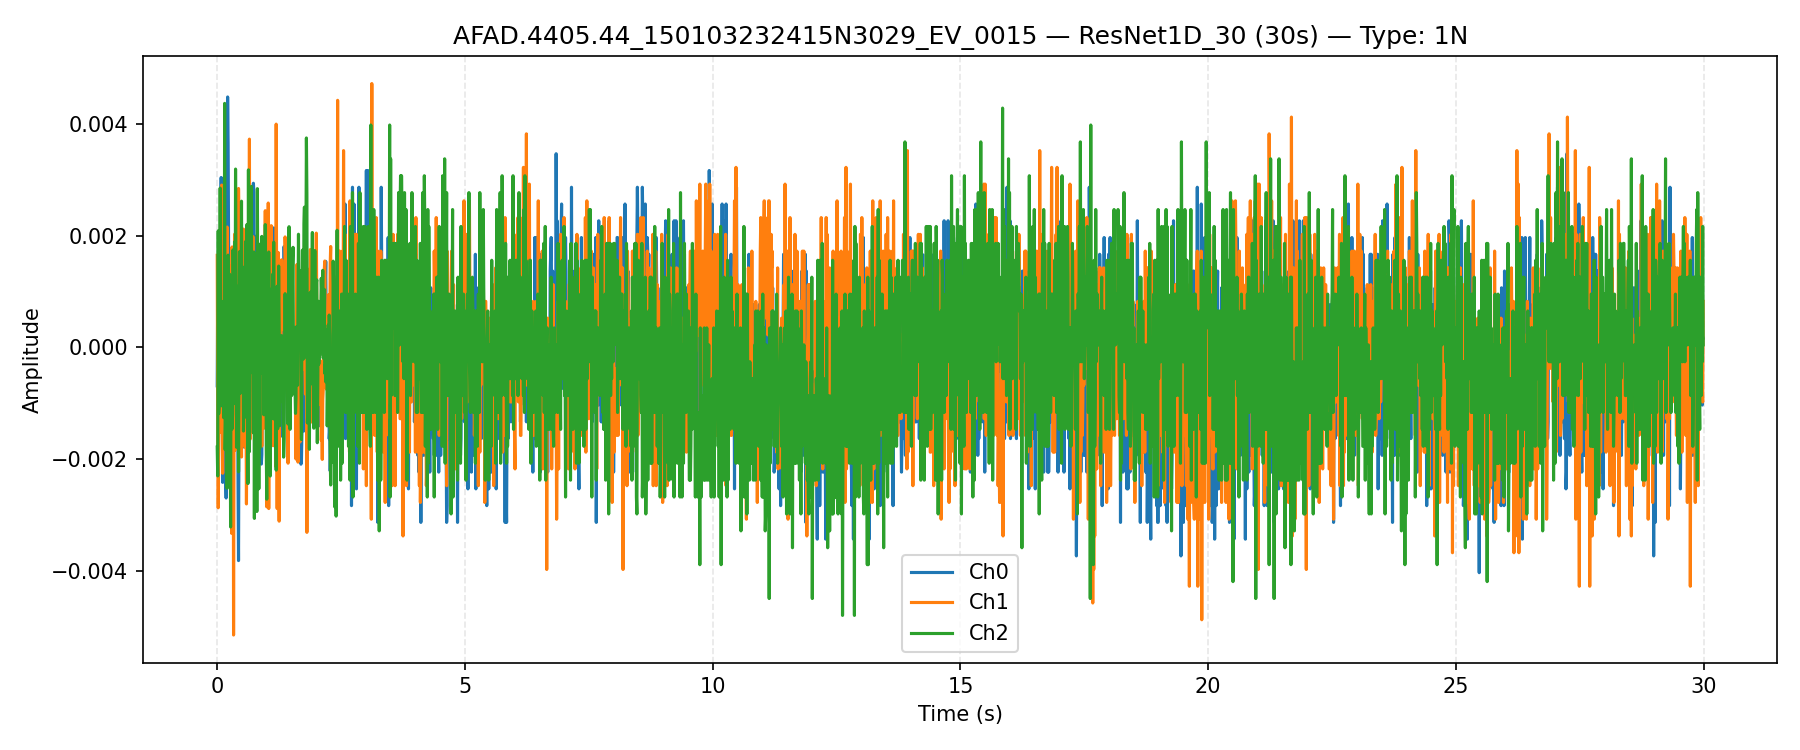 AFAD.4405.44_150103232415N3029_EV_0015 — ResNet1D_30 (30s) — Type: 1N
Amplitude
0.004
0.002
0.000
−0.002
−0.004
Ch0
Ch1
Ch2
0 5 10 15 20 25 30
Time (s)